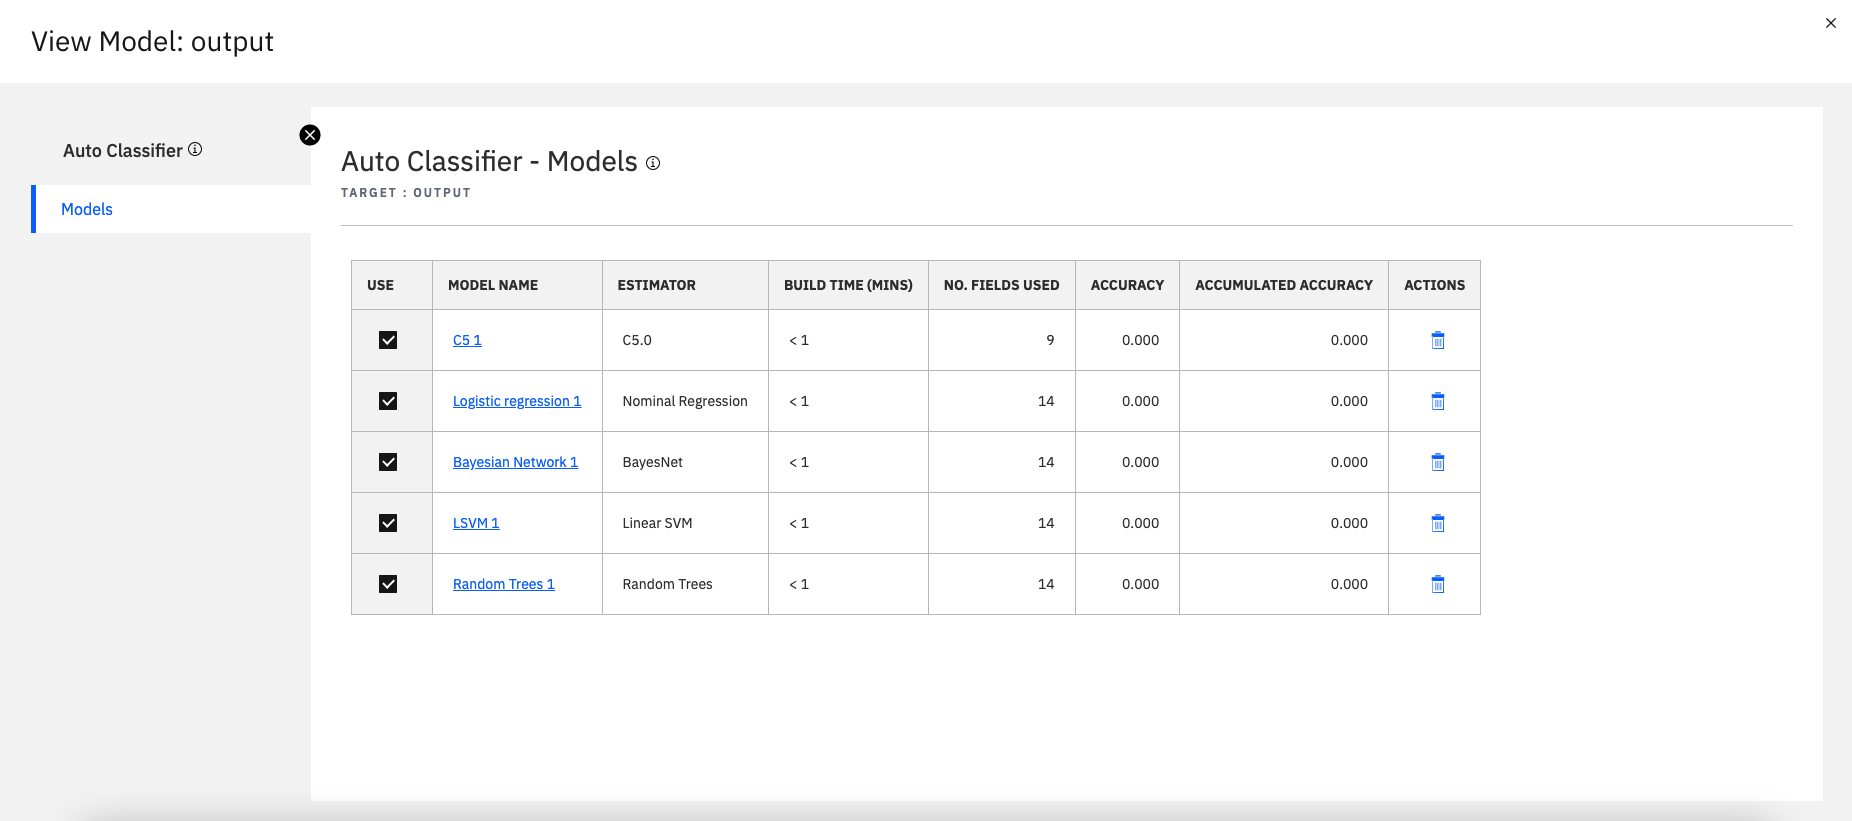 View Model: output
Auto Classifier
Models
Auto Classifier - Models
TARGET : OUTPUT
USE MODEL NAME ESTIMATOR BUILD TIME (MINS) NO. FIELDS USED ACCURACY ACCUMULATED ACCURACY ACTIONS
C5 1 C5.0 < 1 9 0.000 0.000
Logistic regression 1 Nominal Regression < 1 14 0.000 0.000
Bayesian Network 1 BayesNet < 1 14 0.000 0.000
LSVM 1 Linear SVM < 1 14 0.000 0.000
Random Trees 1 Random Trees < 1 14 0.000 0.000